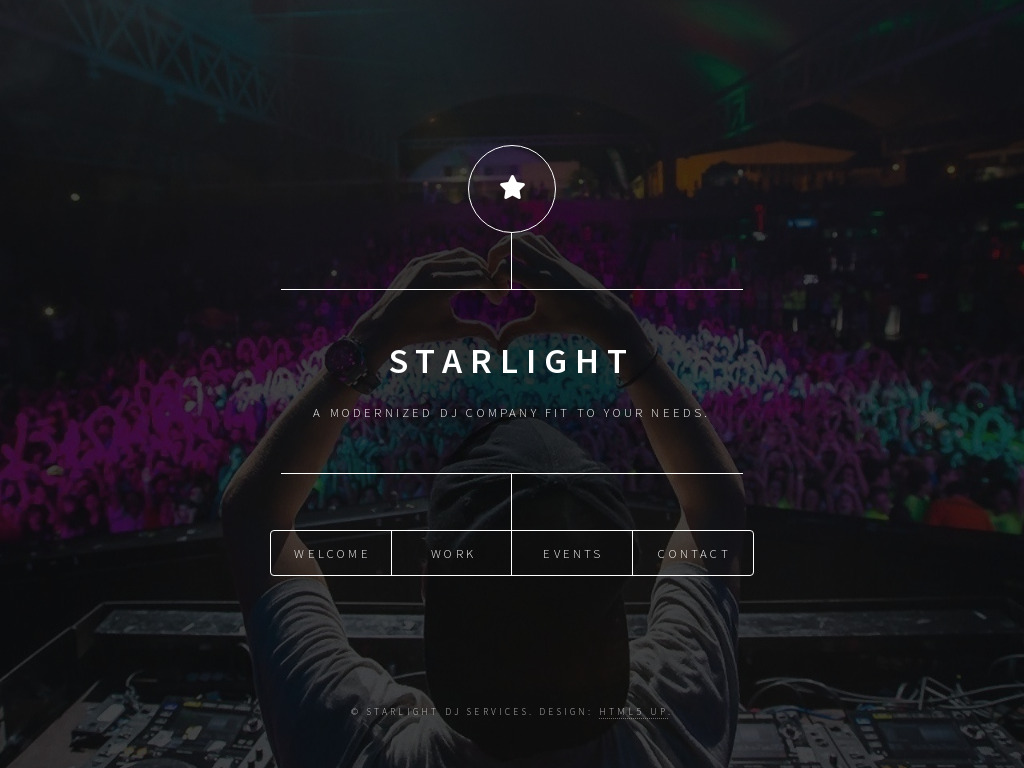 STARLIGHT
A MODERNIZED DJ COMPANY FIT TO YOUR NEEDS.
WELCOME WORK EVENTS CONTACT
© STARLIGHT DJ SERVICES. DESIGN: HTML5 UP.